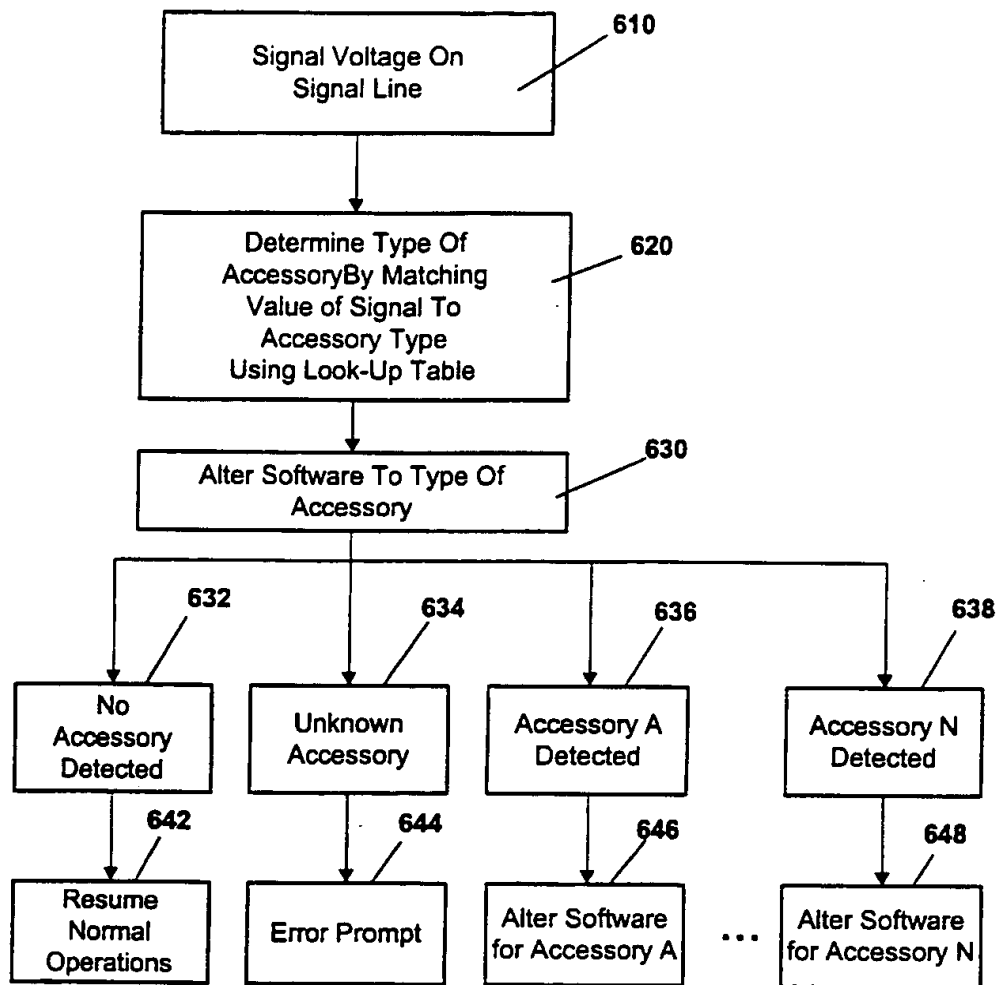 610
Signal Voltage On
Signal Line
620
Determine Type Of
AccessoryBy Matching
Value of Signal To
Accessory Type
Using Look-Up Table
630
Alter Software To Type Of
Accessory
632
634
636
638
No
Accessory
Detected
Unknown
Accessory
Accessory A
Detected
Accessory N
Detected
642
644
646
648
Resume
Normal
Operations
Error Prompt
Alter Software
for Accessory A
...
Alter Software
for Accessory N